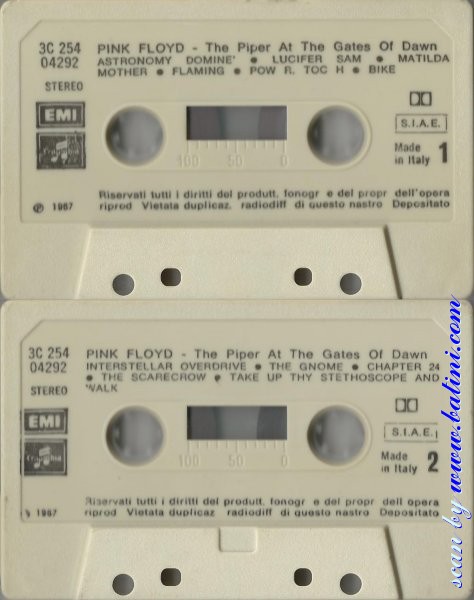 3C 254
04292
PINK FLOYD - The Piper At The Gates Of Dawn
ASTRONOMY DOMINE' ● LUCIFER SAM ● MATILDA
MOTHER ● FLAMING ● POW R. TOC H ● BIKE
STEREO
EMI
Columbia
S.I.A.E.
Made
in Italy 1
100 50 0
Riservati tutti i diritti del produtt. fonogr e del propr dell'opera
℗ 1967 riprod Vietata duplicaz. radiodiff di questo nastro Depositato
3C 254
04292
PINK FLOYD - The Piper At The Gates Of Dawn
INTERSTELLAR OVERDRIVE ● THE GNOME ● CHAPTER 24
● THE SCARECROW ● TAKE UP THY STETHOSCOPE AND
WALK
STEREO
EMI
Columbia
S.I.A.E.
Made
in Italy 2
100 50 0
Riservati tutti i diritti del produtt. fonogr e del propr dell opera
1967 riprod Vietata duplicaz radiodiff di questo nastro Depositato
scan by www.batini.com